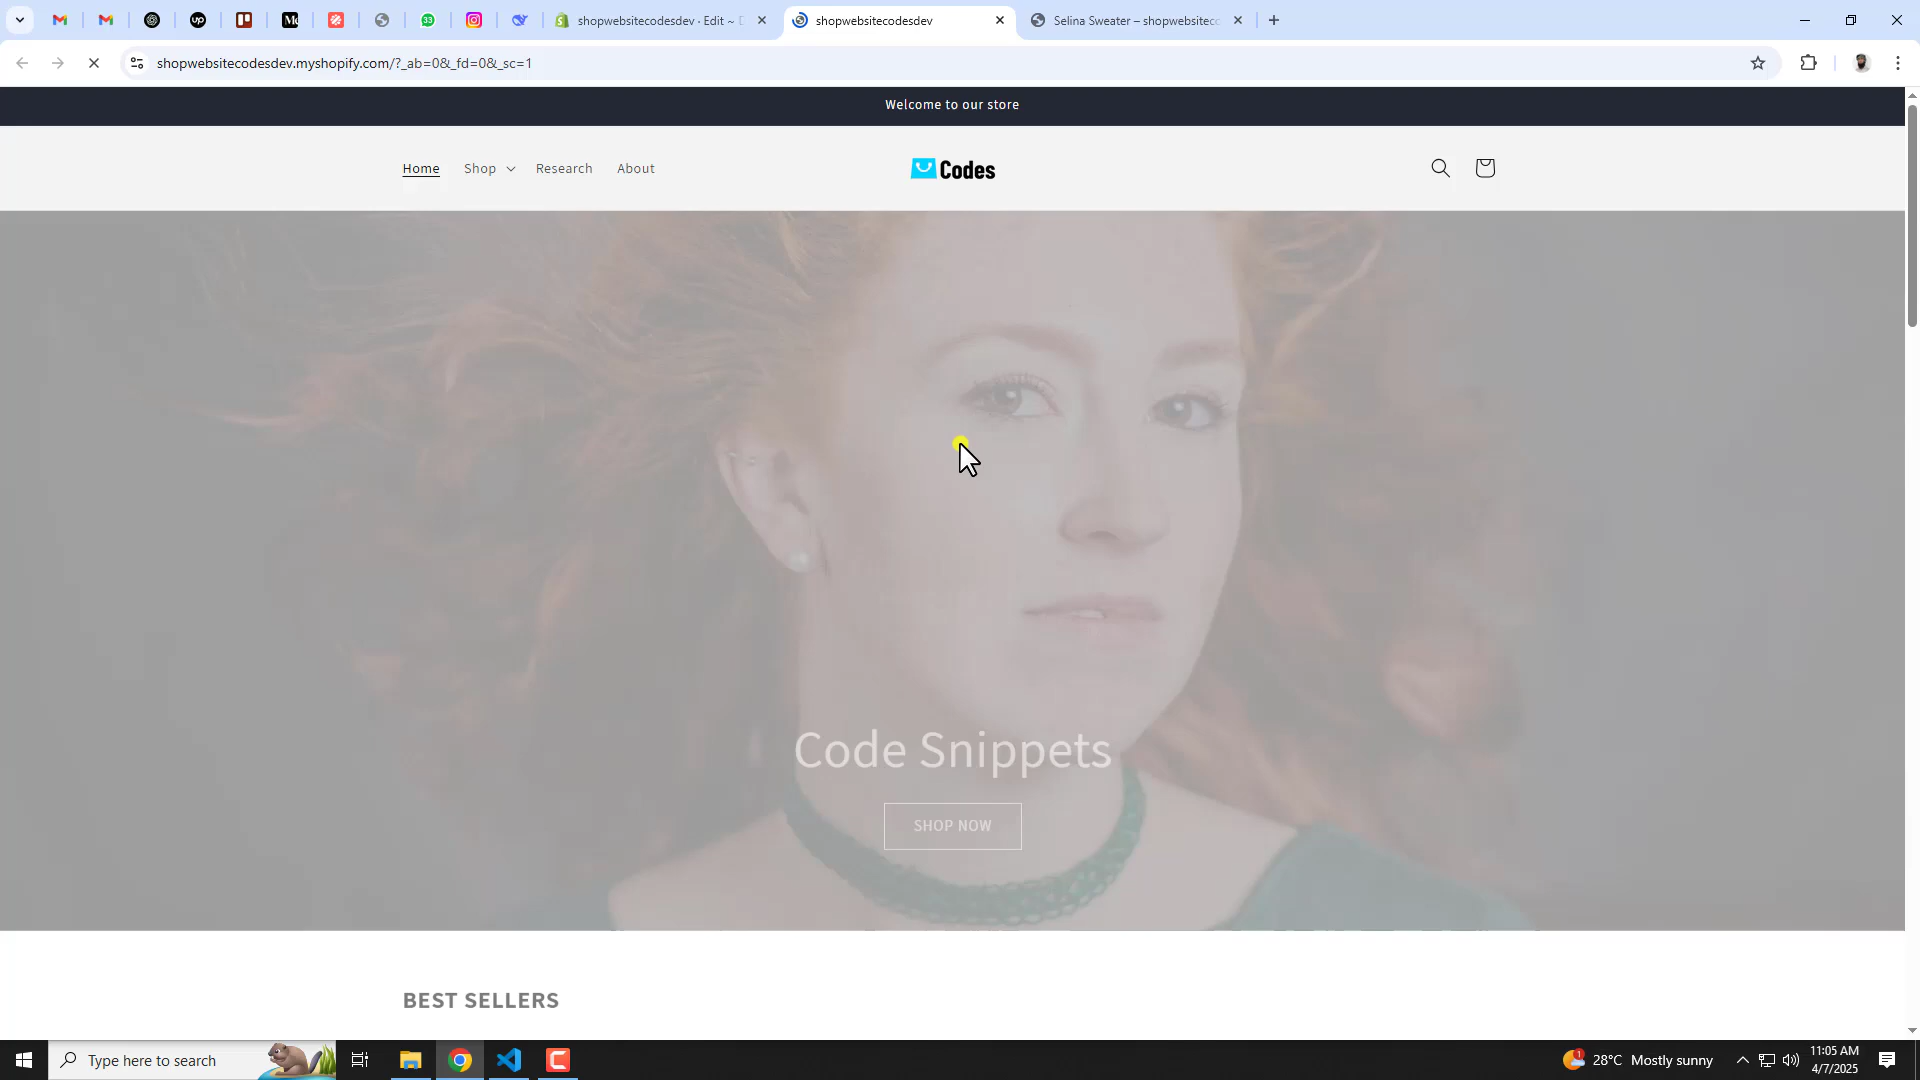 shopwebsitecodesdev · Edit ~ D
shopwebsitecodesdev
Selina Sweater – shopwebsitec
shopwebsitecodesdev.myshopify.com/?_ab=0&_fd=0&_sc=1
Welcome to our store
Home
Shop
Research
About
Codes
Code Snippets
SHOP NOW
BEST SELLERS
Type here to search
28°C Mostly sunny
11:05 AM
4/7/2025